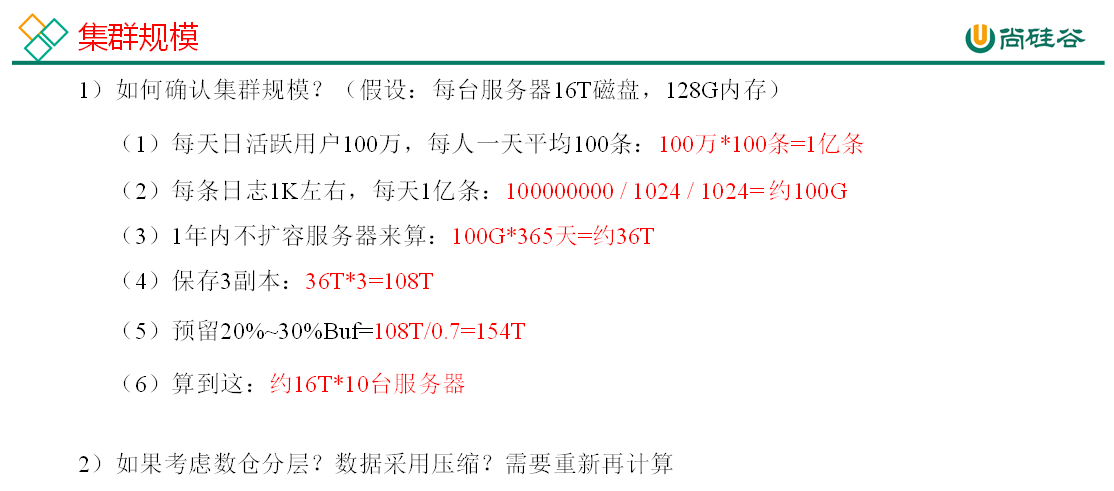 集群规模
尚硅谷
1）如何确认集群规模？（假设：每台服务器16T磁盘，128G内存）
（1）每天日活跃用户100万，每人一天平均100条：100万*100条=1亿条
（2）每条日志1K左右，每天1亿条：100000000 / 1024 / 1024= 约100G
（3）1年内不扩容服务器来算：100G*365天=约36T
（4）保存3副本：36T*3=108T
（5）预留20%~30%Buf=108T/0.7=154T
（6）算到这：约16T*10台服务器
2）如果考虑数仓分层？数据采用压缩？需要重新再计算